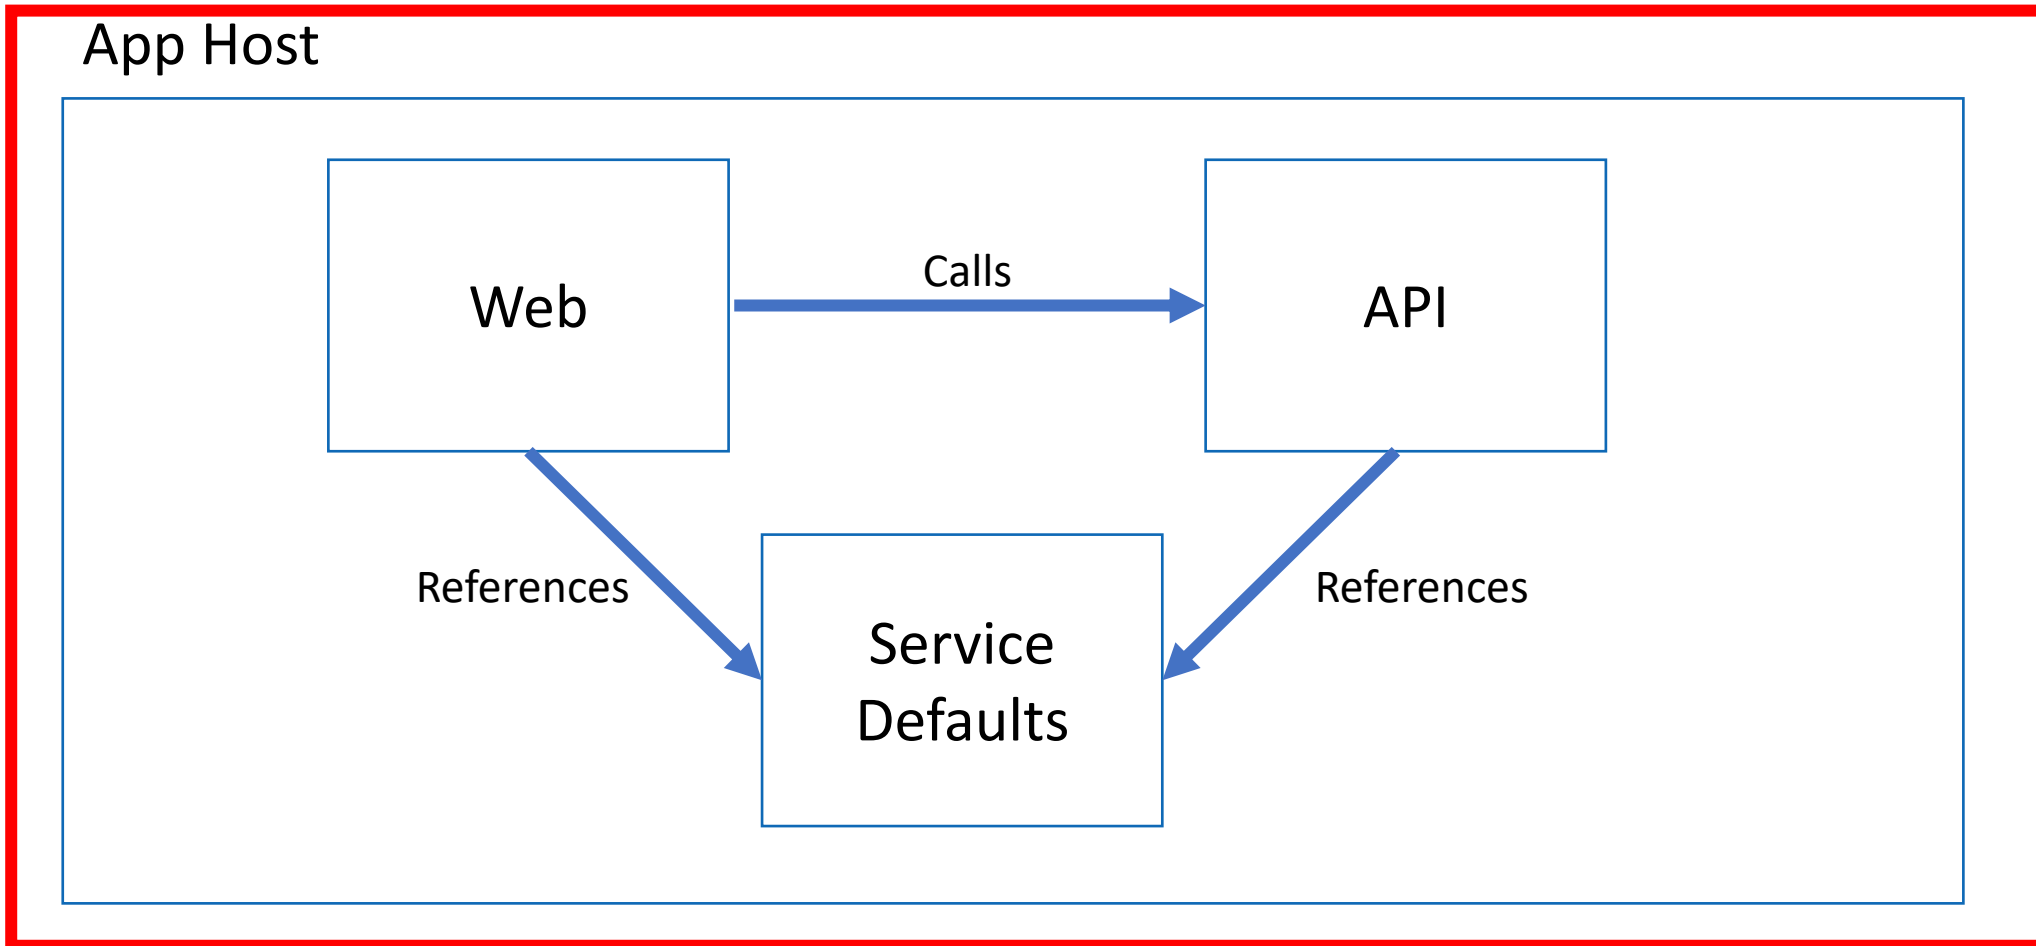 App Host
Calls
Web
API
References
References
Service
Defaults